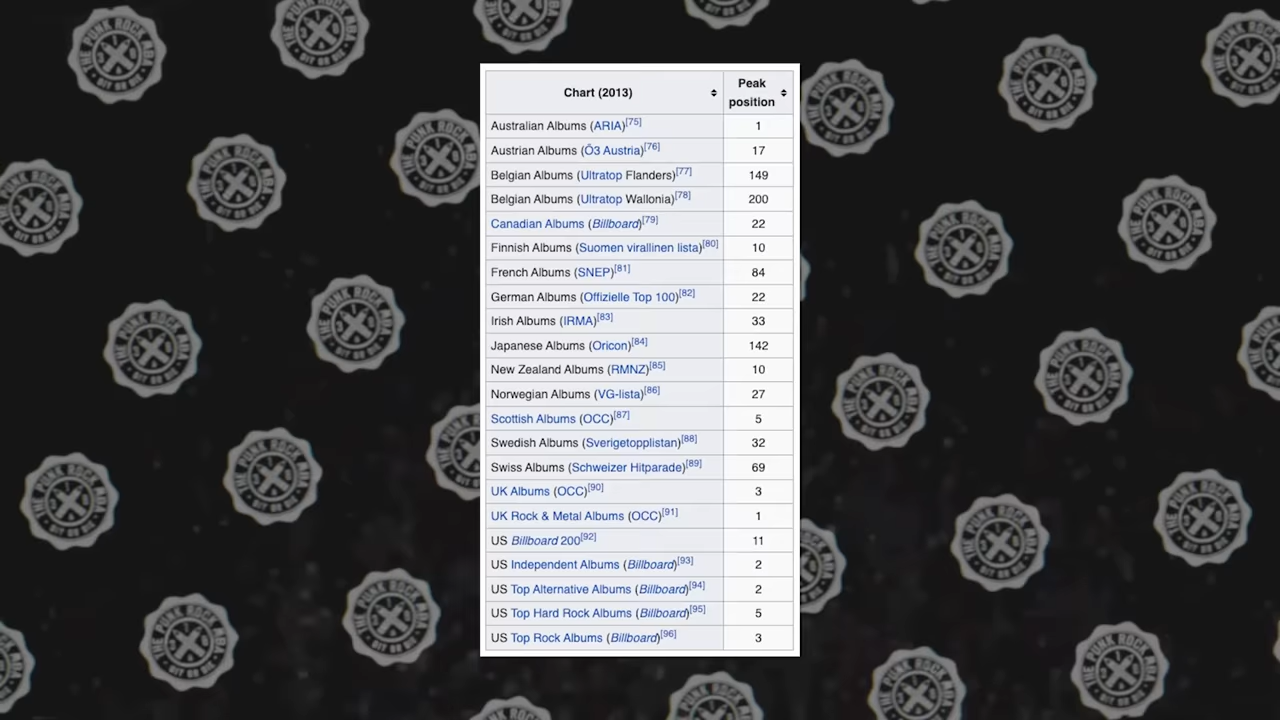 Chart (2013) Peak position
Australian Albums (ARIA)[75] 1
Austrian Albums (Ö3 Austria)[76] 17
Belgian Albums (Ultratop Flanders)[77] 149
Belgian Albums (Ultratop Wallonia)[78] 200
Canadian Albums (Billboard)[79] 22
Finnish Albums (Suomen virallinen lista)[80] 10
French Albums (SNEP)[81] 84
German Albums (Offizielle Top 100)[82] 22
Irish Albums (IRMA)[83] 33
Japanese Albums (Oricon)[84] 142
New Zealand Albums (RMNZ)[85] 10
Norwegian Albums (VG-lista)[86] 27
Scottish Albums (OCC)[87] 5
Swedish Albums (Sverigetopplistan)[88] 32
Swiss Albums (Schweizer Hitparade)[89] 69
UK Albums (OCC)[90] 3
UK Rock & Metal Albums (OCC)[91] 1
US Billboard 200[92] 11
US Independent Albums (Billboard)[93] 2
US Top Alternative Albums (Billboard)[94] 2
US Top Hard Rock Albums (Billboard)[95] 5
US Top Rock Albums (Billboard)[96] 3
THE PUNK ROCK MBA
GIT OR DIE